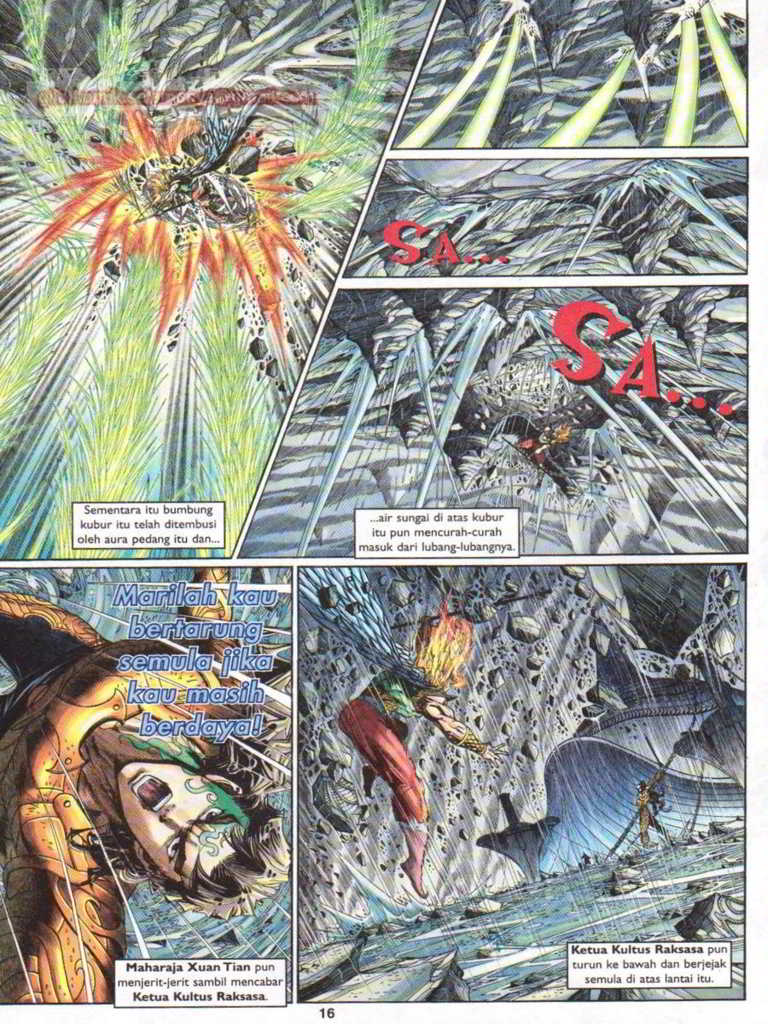 Sementara itu bumbung
kubur itu telah ditembusi
oleh aura pedang itu dan...
SA...
SA...
...air sungai di atas kubur
itu pun mencurah-curah
masuk dari lubang-lubangnya.
Marilah kau
bertarung
semula jika
kau masih
berdaya!
Maharaja Xuan Tian pun
menjerit-jerit sambil mencabar
Ketua Kultus Raksasa.
Ketua Kultus Raksasa pun
turun ke bawah dan berjejak
semula di atas lantai itu.
16